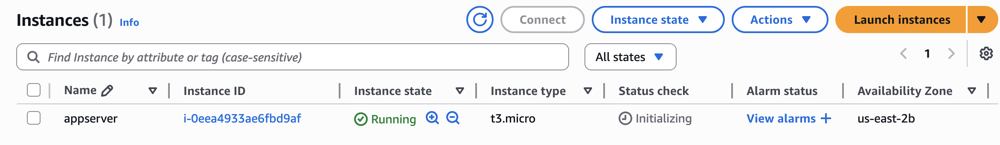 Instances (1) Info Connect Instance state Actions Launch instances
Find Instance by attribute or tag (case-sensitive) All states 1
Name Instance ID Instance state Instance type Status check Alarm status Availability Zone
appserver i-0eea4933ae6fbd9af Running t3.micro Initializing View alarms + us-east-2b